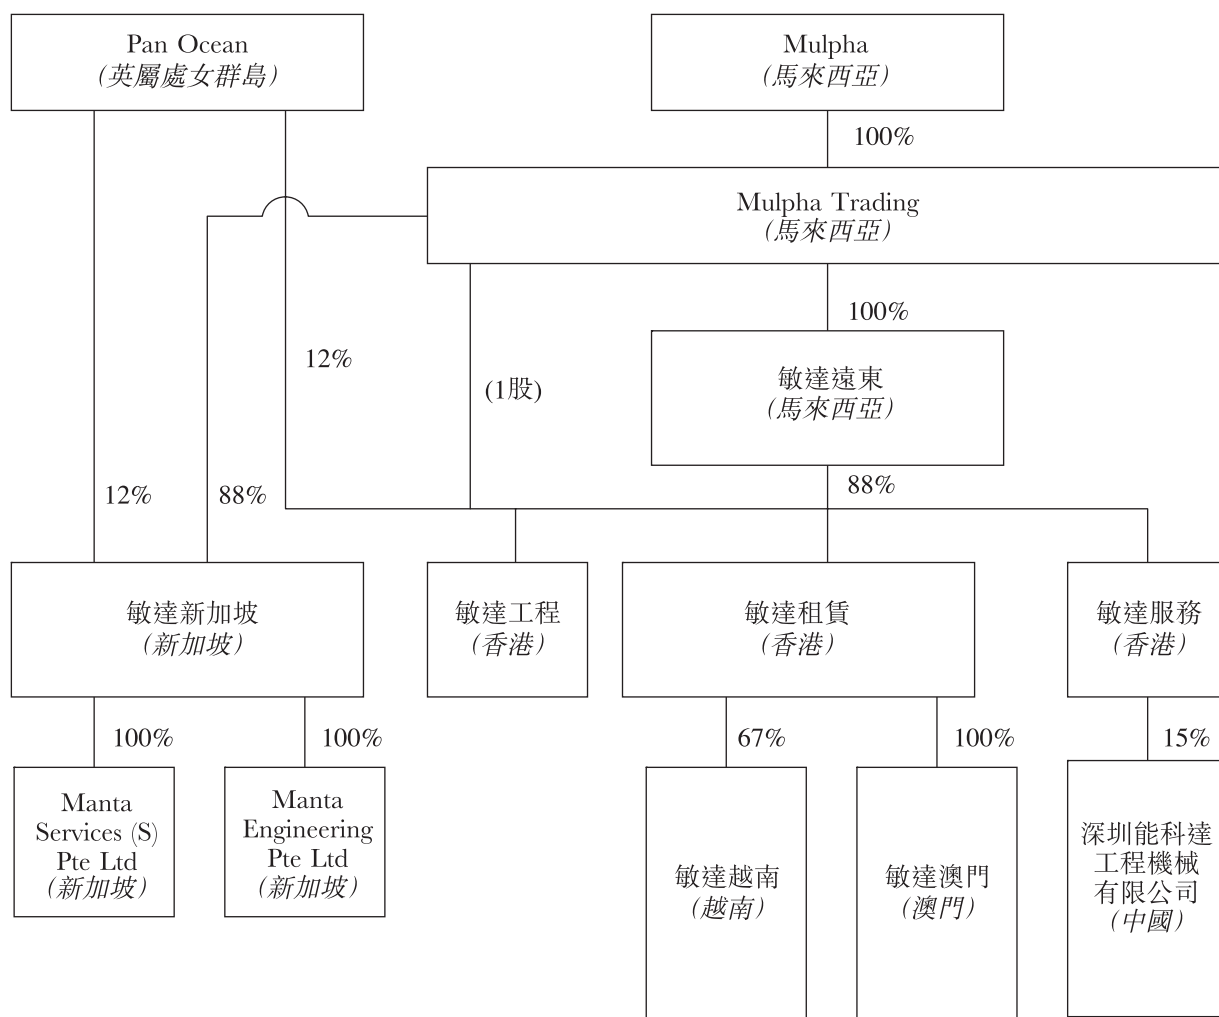 Pan Ocean
（英屬處女群島）
Mulpha
（馬來西亞）
100%
Mulpha Trading
（馬來西亞）
100%
12%
(1股)
敏達遠東
（馬來西亞）
12%
88%
88%
敏達新加坡
（新加坡）
敏達工程
（香港）
敏達租賃
（香港）
敏達服務
（香港）
100%
100%
67%
100%
15%
Manta
Services (S)
Pte Ltd
（新加坡）
Manta
Engineering
Pte Ltd
（新加坡）
敏達越南
（越南）
敏達澳門
（澳門）
深圳能科達
工程機械
有限公司
（中國）